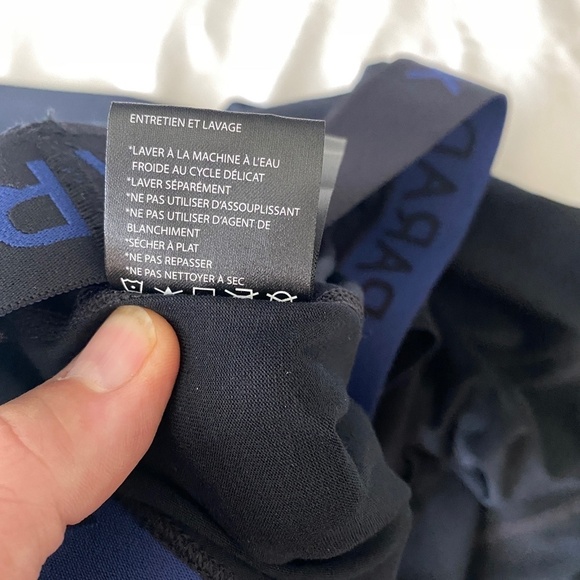 ENTRETIEN ET LAVAGE
*LAVER À LA MACHINE À L'EAU
FROIDE AU CYCLE DÉLICAT
*LAVER SÉPARÉMENT
*NE PAS UTILISER D'ASSOUPLISSANT
*NE PAS UTILISER D'AGENT DE
BLANCHIMENT
*SÉCHER À PLAT
*NE PAS REPASSER
*NE PAS NETTOYER À SEC